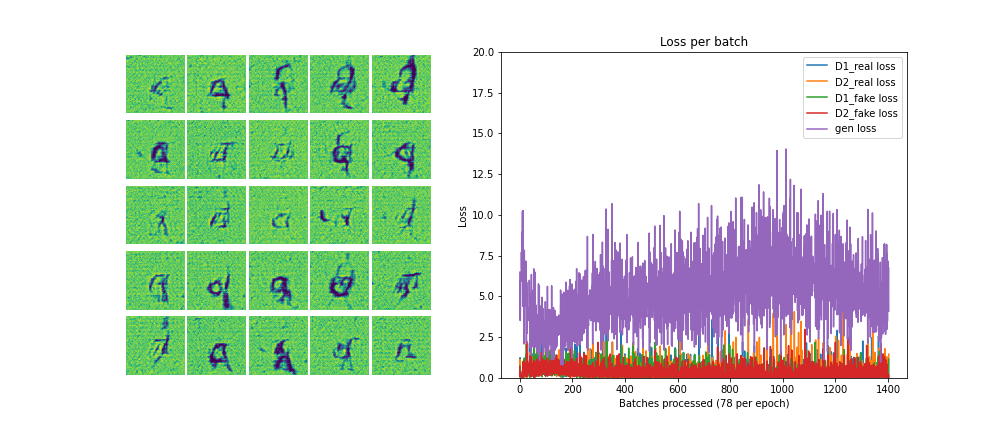 Loss per batch
20.0
17.5
15.0
12.5
10.0
7.5
5.0
2.5
0.0
Loss
D1_real loss
D2_real loss
D1_fake loss
D2_fake loss
gen loss
0 200 400 600 800 1000 1200 1400
Batches processed (78 per epoch)